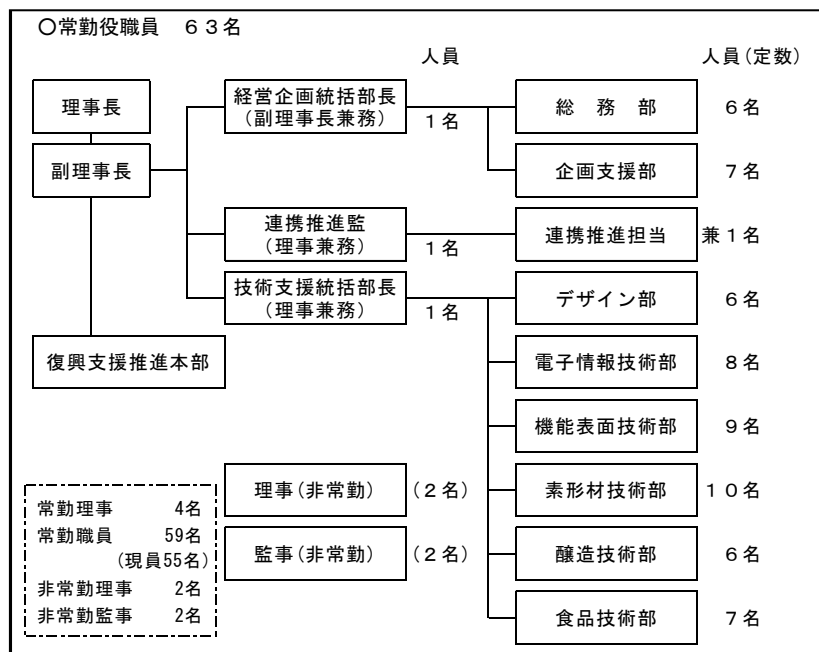 〇常勤役職員　６３名
人員
人員(定数)
理事長
経営企画統括部長
(副理事長兼務)
１名
総　務　部
６名
副理事長
企画支援部
７名
連携推進監
(理事兼務)
１名
連携推進担当
兼１名
技術支援統括部長
(理事兼務)
１名
デザイン部
６名
復興支援推進本部
電子情報技術部
８名
機能表面技術部
９名
理事(非常勤)
(２名)
素形材技術部
１０名
監事(非常勤)
(２名)
醸造技術部
６名
食品技術部
７名
常勤理事　4名
常勤職員　59名
(現員55名)
非常勤理事　2名
非常勤監事　2名